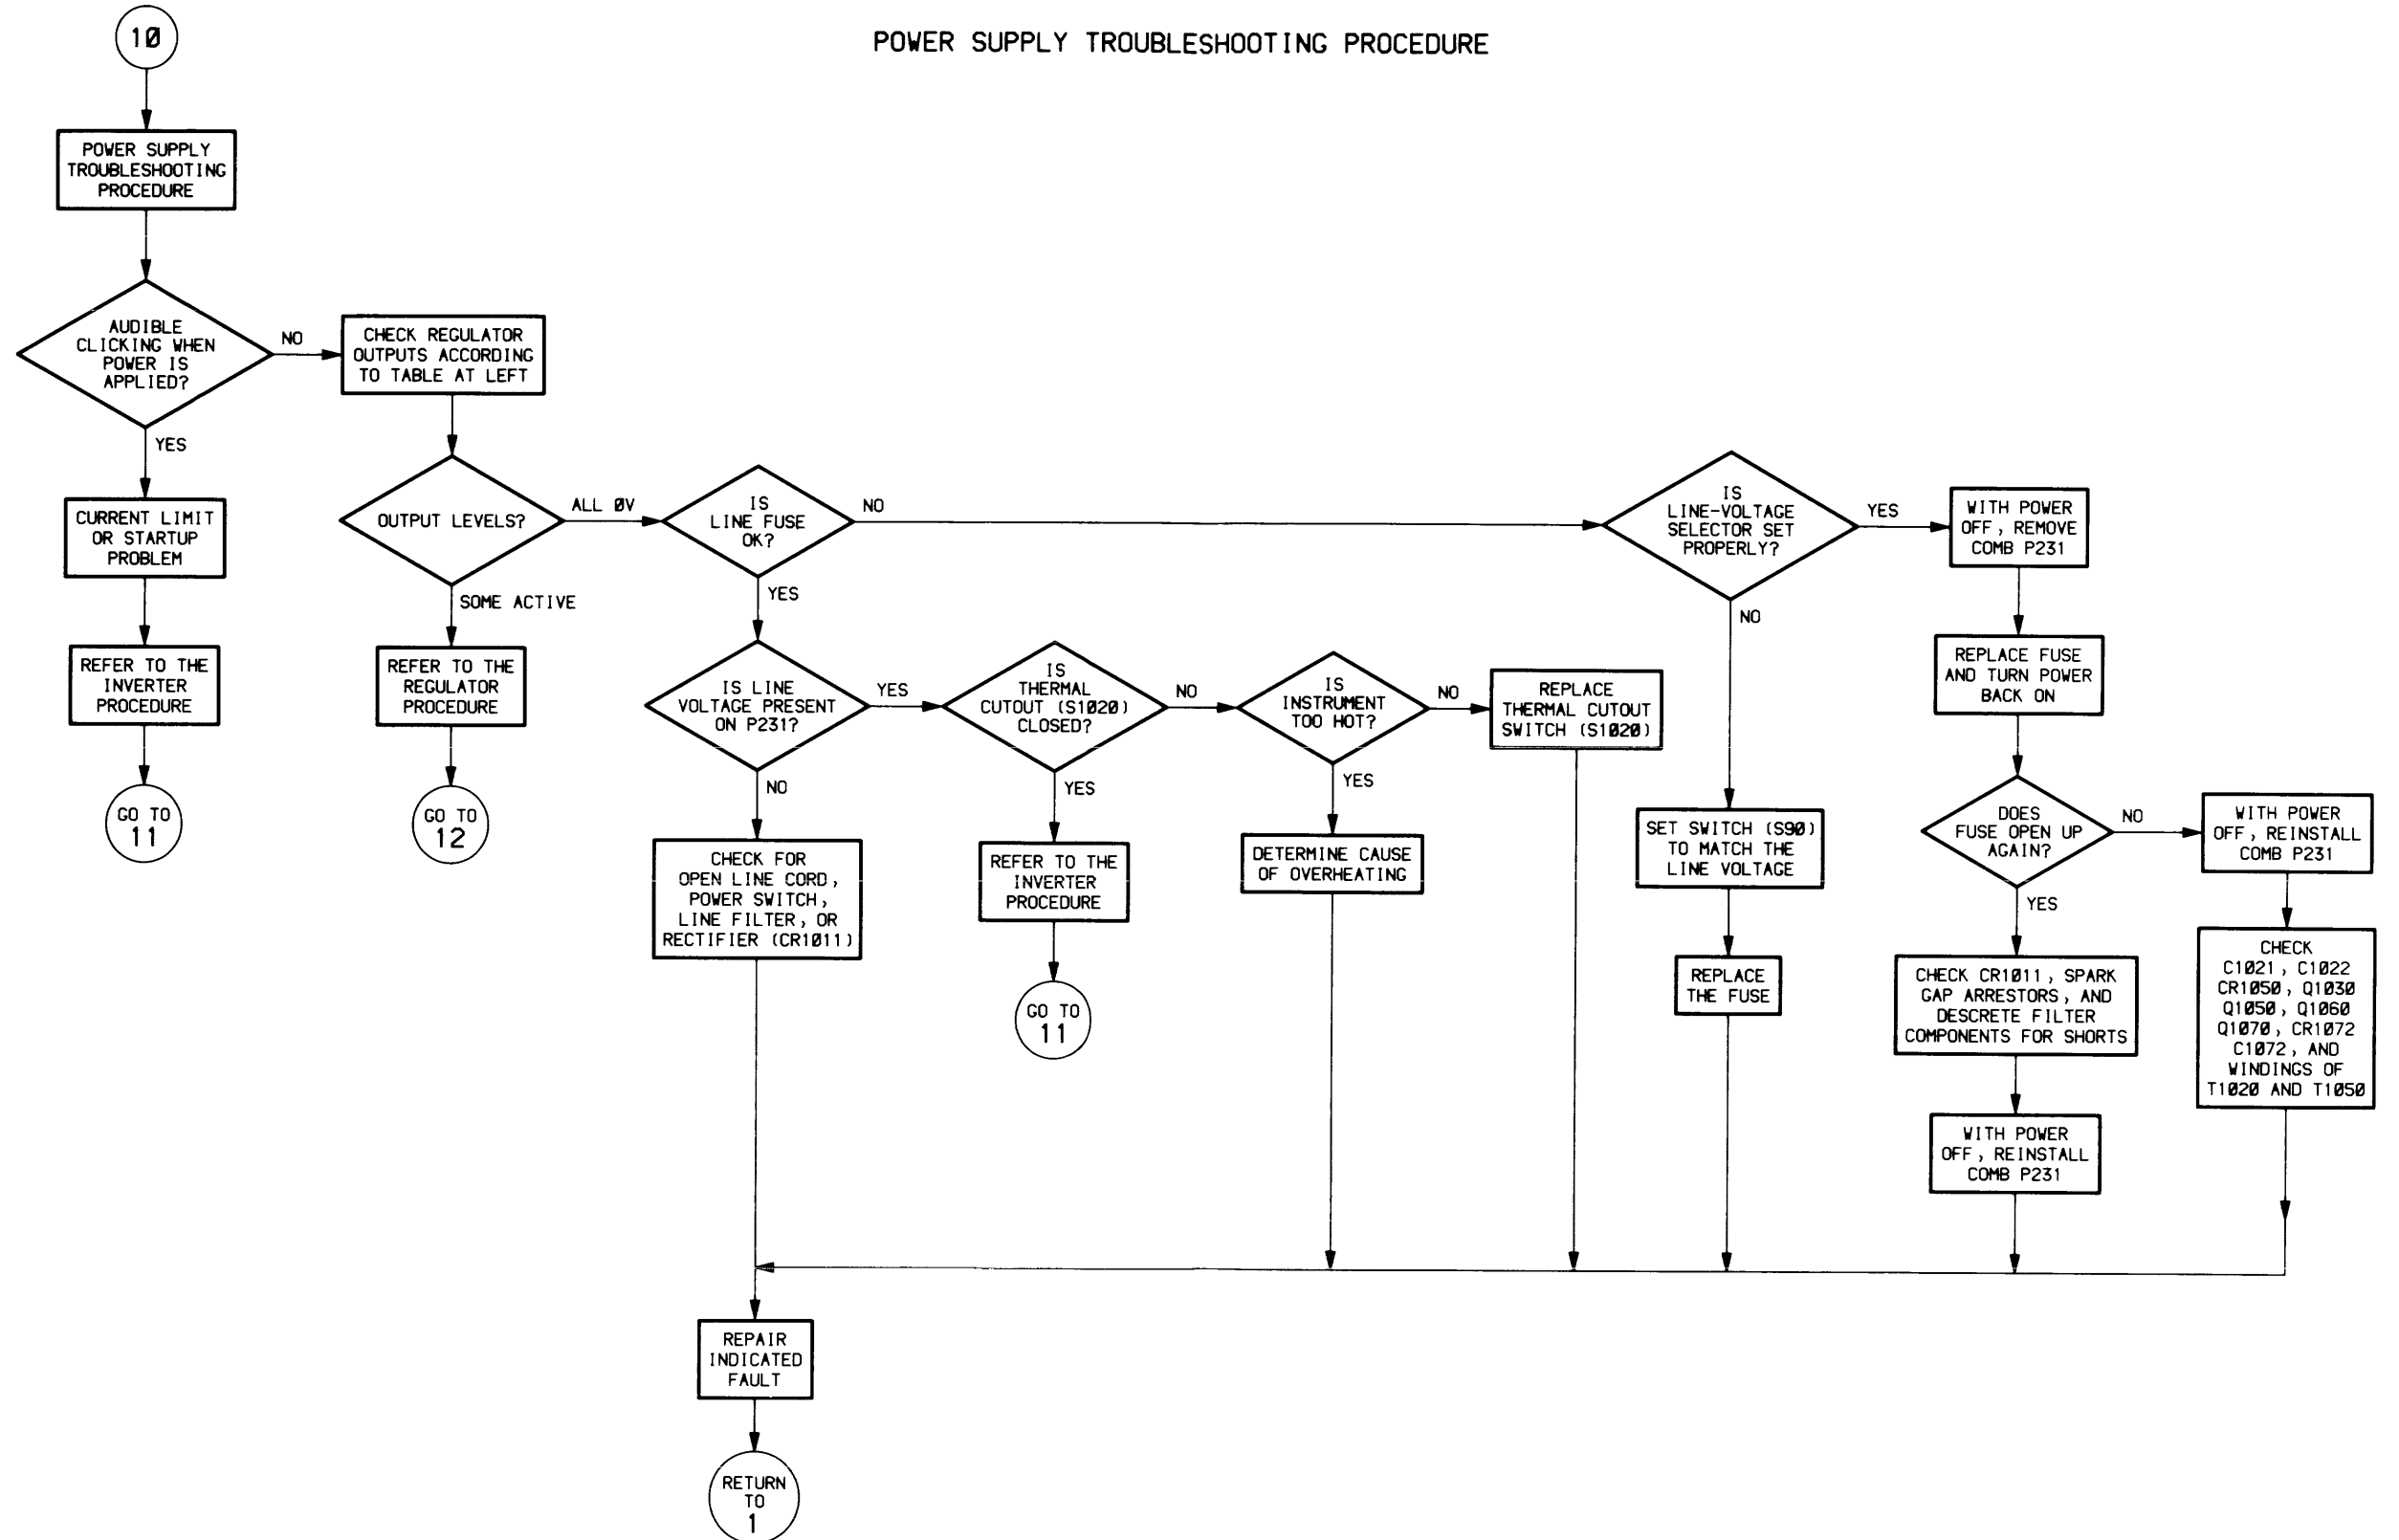 POWER SUPPLY TROUBLESHOOTING PROCEDURE
10
POWER SUPPLY
TROUBLESHOOTING
PROCEDURE
AUDIBLE
CLICKING WHEN
POWER IS
APPLIED?
NO
YES
CURRENT LIMIT
OR STARTUP
PROBLEM
REFER TO THE
INVERTER
PROCEDURE
GO TO
11
CHECK REGULATOR
OUTPUTS ACCORDING
TO TABLE AT LEFT
OUTPUT LEVELS?
ALL 0V
SOME ACTIVE
REFER TO THE
REGULATOR
PROCEDURE
GO TO
12
IS
LINE FUSE
OK?
NO
YES
IS LINE
VOLTAGE PRESENT
ON P231?
YES
NO
CHECK FOR
OPEN LINE CORD,
POWER SWITCH,
LINE FILTER, OR
RECTIFIER (CR1011)
IS
THERMAL
CUTOUT (S1020)
CLOSED?
NO
YES
REFER TO THE
INVERTER
PROCEDURE
GO TO
11
IS
INSTRUMENT
TOO HOT?
NO
YES
DETERMINE CAUSE
OF OVERHEATING
REPLACE
THERMAL CUTOUT
SWITCH (S1020)
IS
LINE-VOLTAGE
SELECTOR SET
PROPERLY?
YES
NO
SET SWITCH (S90)
TO MATCH THE
LINE VOLTAGE
REPLACE
THE FUSE
WITH POWER
OFF, REMOVE
COMB P231
REPLACE FUSE
AND TURN POWER
BACK ON
DOES
FUSE OPEN UP
AGAIN?
NO
YES
CHECK CR1011, SPARK
GAP ARRESTORS, AND
DESCRETE FILTER
COMPONENTS FOR SHORTS
WITH POWER
OFF, REINSTALL
COMB P231
WITH POWER
OFF, REINSTALL
COMB P231
CHECK
C1021, C1022
CR1050, Q1030
Q1050, Q1060
Q1070, CR1072
C1072, AND
WINDINGS OF
T1020 AND T1050
REPAIR
INDICATED
FAULT
RETURN
TO
1